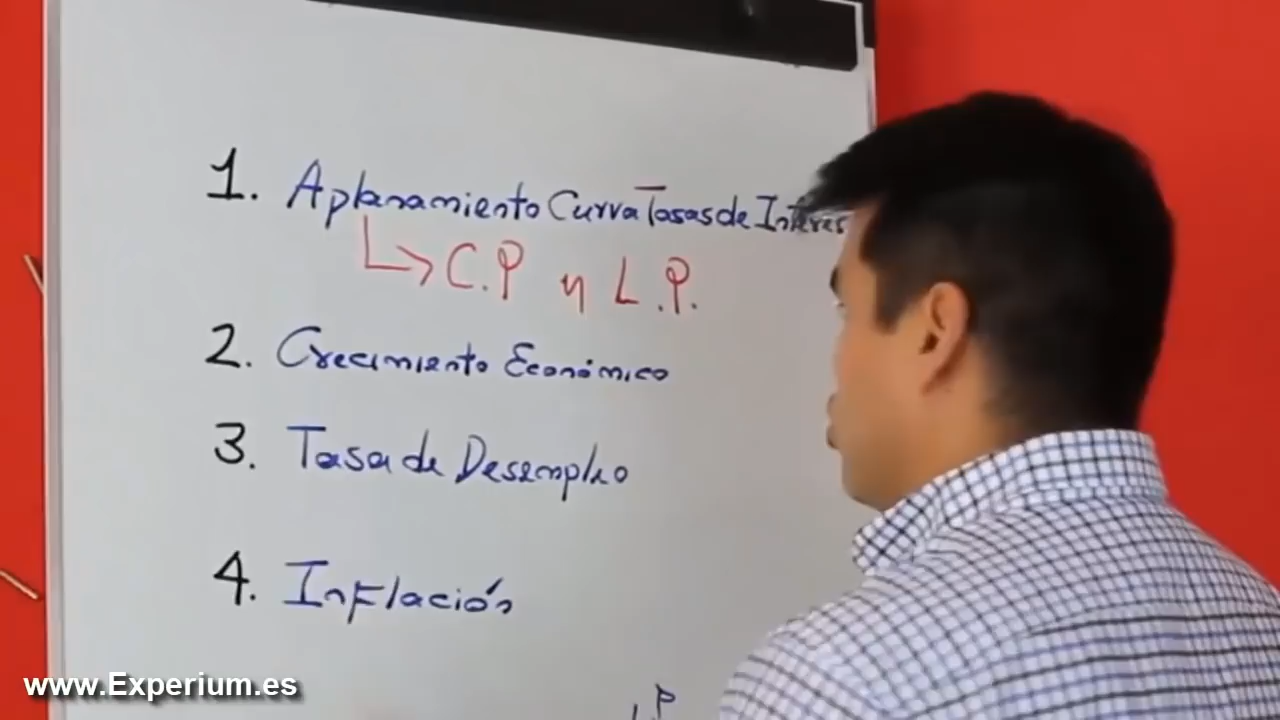 1. Aplanamiento Curva Tasas de Interes
C.P y L.P.
2. Crecimiento Económico
3. Tasa de Desempleo
4. Inflación
P
www.Experium.es